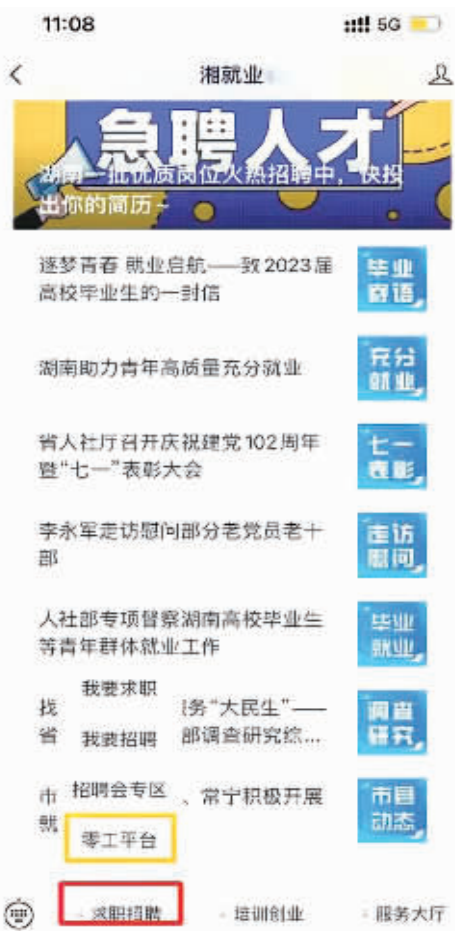 11:08
5G
湘就业
急聘人才
湖南一批优质岗位火热招聘中，快投
出你的简历~
逐梦青春 就业启航——致2023届
高校毕业生的一封信
毕业
寄语
湖南助力青年高质量充分就业
充分
就业
省人社厅召开庆祝建党102周年
暨“七一”表彰大会
七一
表彰
李永军走访慰问部分老党员老干
部
走访
慰问
人社部专项督察湖南高校毕业生
等青年群体就业工作
毕业
就业
我要求职
找
务“大民生”——
省
我要招聘
部调查研究综...
调查
研究
招聘会专区
市
、常宁积极开展
就
零工平台
市县
动态
求职招聘
培训创业
服务大厅